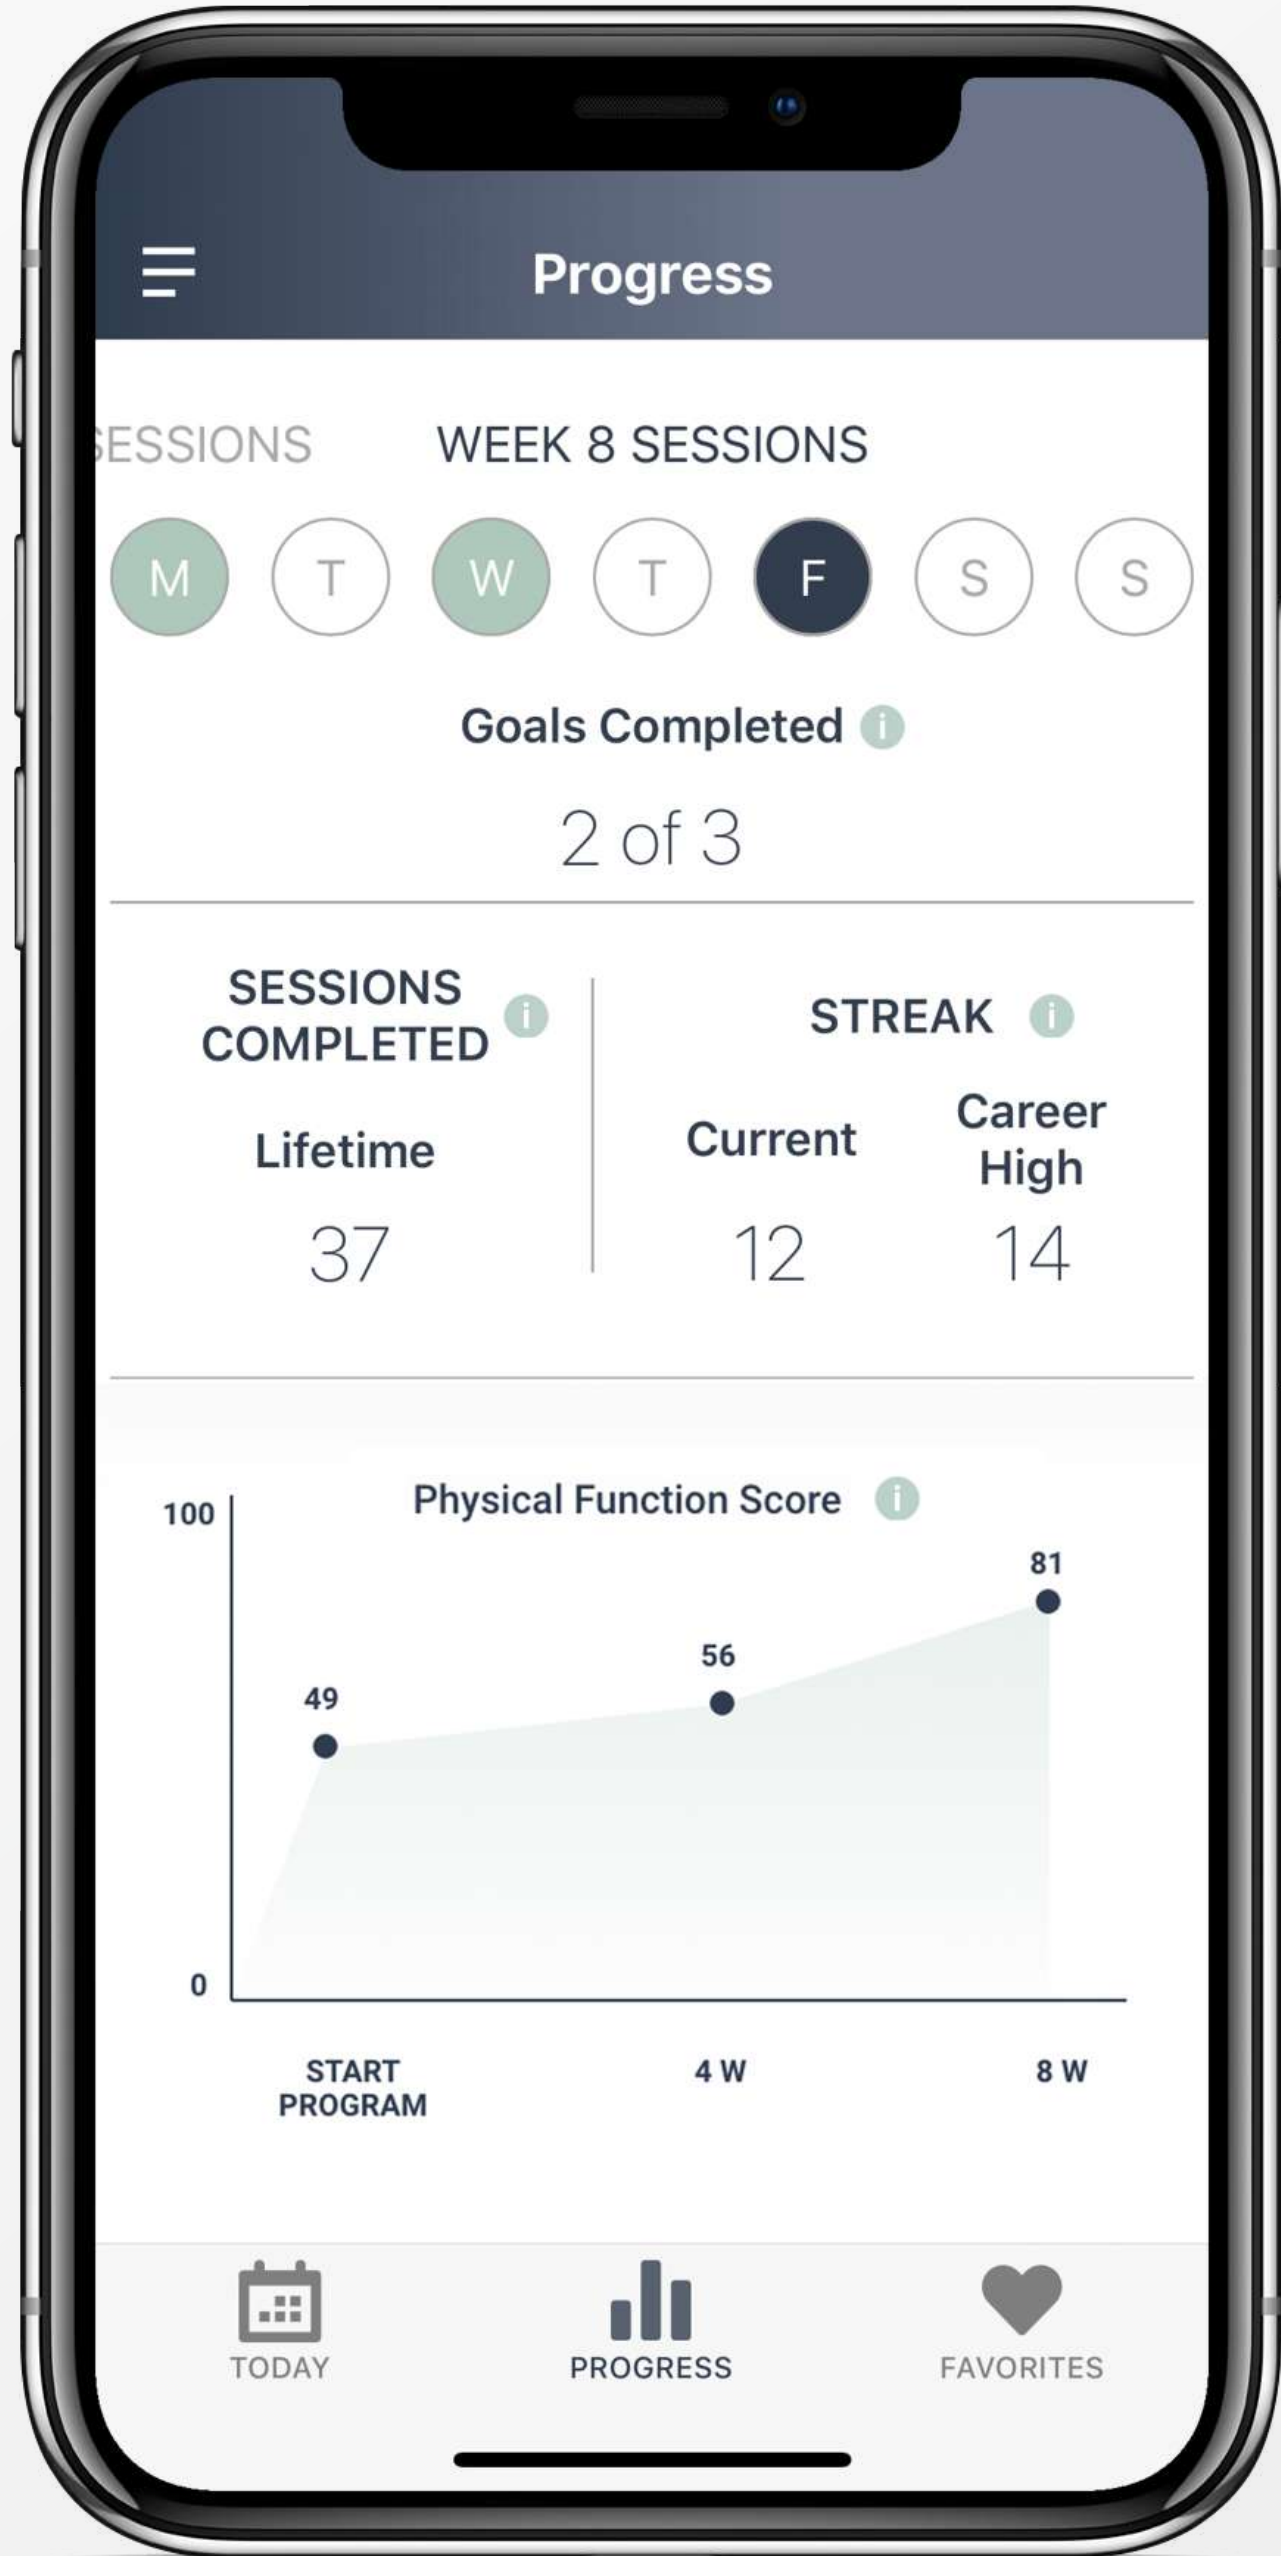 Progress
SESSIONS
WEEK 8 SESSIONS
M T W T F S S
Goals Completed i
2 of 3
SESSIONS
COMPLETED i
Lifetime
37
STREAK i
Current
12
Career
High
14
Physical Function Score i
100
0
49
56
81
START
PROGRAM
4 W
8 W
TODAY
PROGRESS
FAVORITES